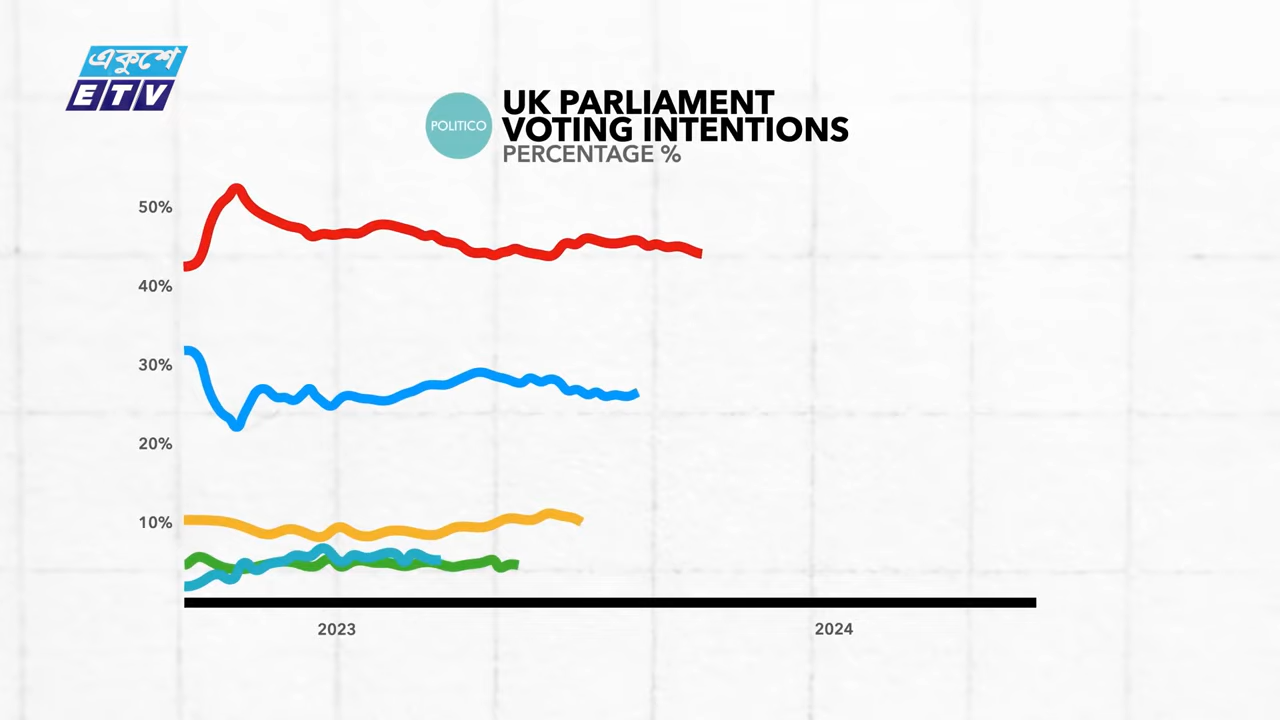 একুশে
ETV
POLITICO
UK PARLIAMENT
VOTING INTENTIONS
PERCENTAGE %
50%
40%
30%
20%
10%
2023
2024